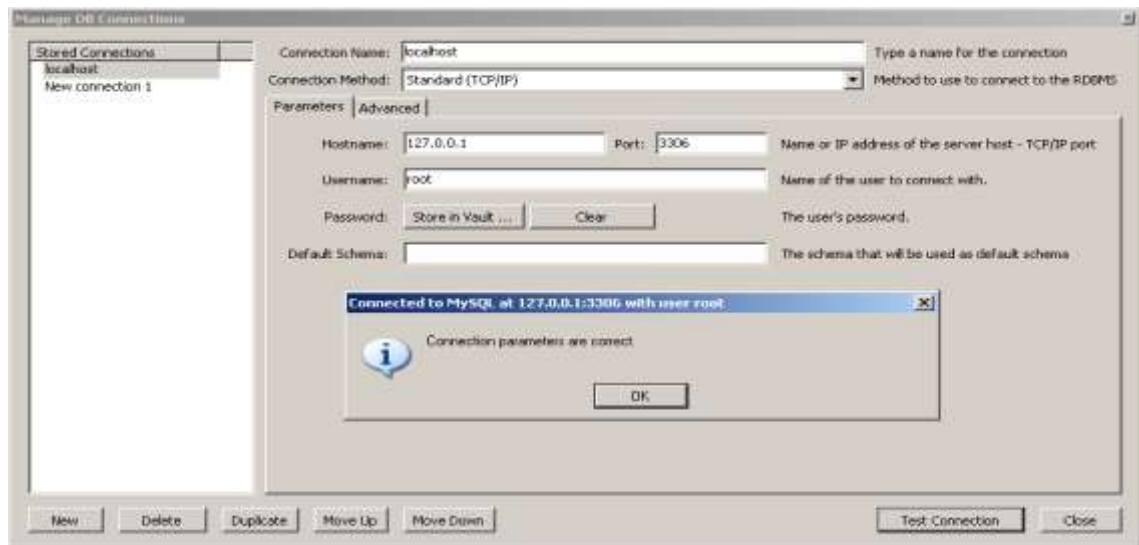 Manage DB Connections
Stored Connections
localhost
New connection 1
Connection Name: localhost Type a name for the connection
Connection Method: Standard (TCP/IP) Method to use to connect to the RDBMS
Parameters Advanced
Hostname: 127.0.0.1 Port: 3306 Name or IP address of the server host - TCP/IP port
Username: root Name of the user to connect with.
Password: Store in Vault ... Clear The user's password.
Default Schema: The schema that will be used as default schema
Connected to MySQL at 127.0.0.1:3306 with user root
Connection parameters are correct
OK
New Delete Duplicate Move Up Move Down Test Connection Close